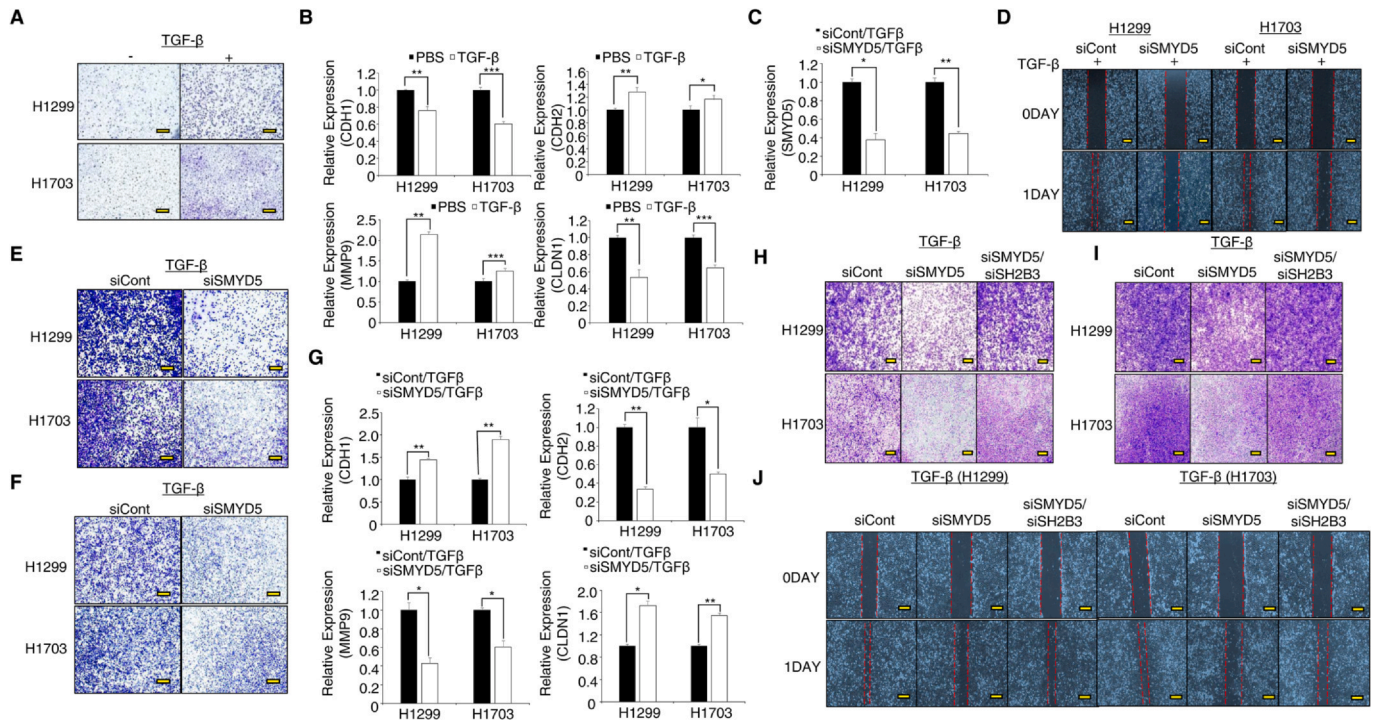 A
TGF-β
- +
H1299
H1703
B
■PBS □TGF-β
Relative Expression
(CDH1)
1.2
1.0
0.8
0.6
0.4
0.2
0
** ***
H1299 H1703
■PBS □TGF-β
Relative Expression
(CDH2)
1.6
1.4
1.2
1.0
0.8
0.6
0.4
0.2
0
** *
H1299 H1703
■PBS □TGF-β
Relative Expression
(MMP9)
2.5
2.0
1.5
1.0
0.5
0
** ***
H1299 H1703
■PBS □TGF-β
Relative Expression
(CLDN1)
1.2
1.0
0.8
0.6
0.4
0.2
0
** ***
H1299 H1703
C
■siCont/TGFβ
□siSMYD5/TGFβ
Relative Expression
(SMYD5)
1.2
1.0
0.8
0.6
0.4
0.2
0
* **
H1299 H1703
D
H1299 H1703
siCont siSMYD5 siCont siSMYD5
TGF-β + + + +
0DAY
1DAY
E
TGF-β
siCont siSMYD5
H1299
H1703
F
TGF-β
siCont siSMYD5
H1299
H1703
G
■siCont/TGFβ
□siSMYD5/TGFβ
Relative Expression
(CDH1)
2.5
2.0
1.5
1.0
0.5
0
** **
H1299 H1703
■siCont/TGFβ
□siSMYD5/TGFβ
Relative Expression
(CDH2)
1.2
1.0
0.8
0.6
0.4
0.2
0
** *
H1299 H1703
■siCont/TGFβ
□siSMYD5/TGFβ
Relative Expression
(MMP9)
1.2
1.0
0.8
0.6
0.4
0.2
0
* *
H1299 H1703
■siCont/TGFβ
□siSMYD5/TGFβ
Relative Expression
(CLDN1)
2.0
1.6
1.2
0.8
0.4
0
* **
H1299 H1703
H
TGF-β
siCont siSMYD5 siSMYD5/
siSH2B3
H1299
H1703
I
TGF-β
siCont siSMYD5 siSMYD5/
siSH2B3
H1299
H1703
J
TGF-β (H1299) TGF-β (H1703)
siCont siSMYD5 siSMYD5/
siSH2B3 siCont siSMYD5 siSMYD5/
siSH2B3
0DAY
1DAY